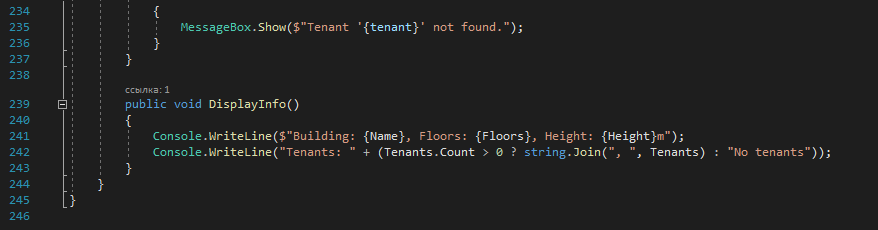 234 {
235 MessageBox.Show($"Tenant '{tenant}' not found.");
236 }
237 }
238
ссылка: 1
239 public void DisplayInfo()
240 {
241 Console.WriteLine($"Building: {Name}, Floors: {Floors}, Height: {Height}m");
242 Console.WriteLine("Tenants: " + (Tenants.Count > 0 ? string.Join(", ", Tenants) : "No tenants"));
243 }
244 }
245 }
246